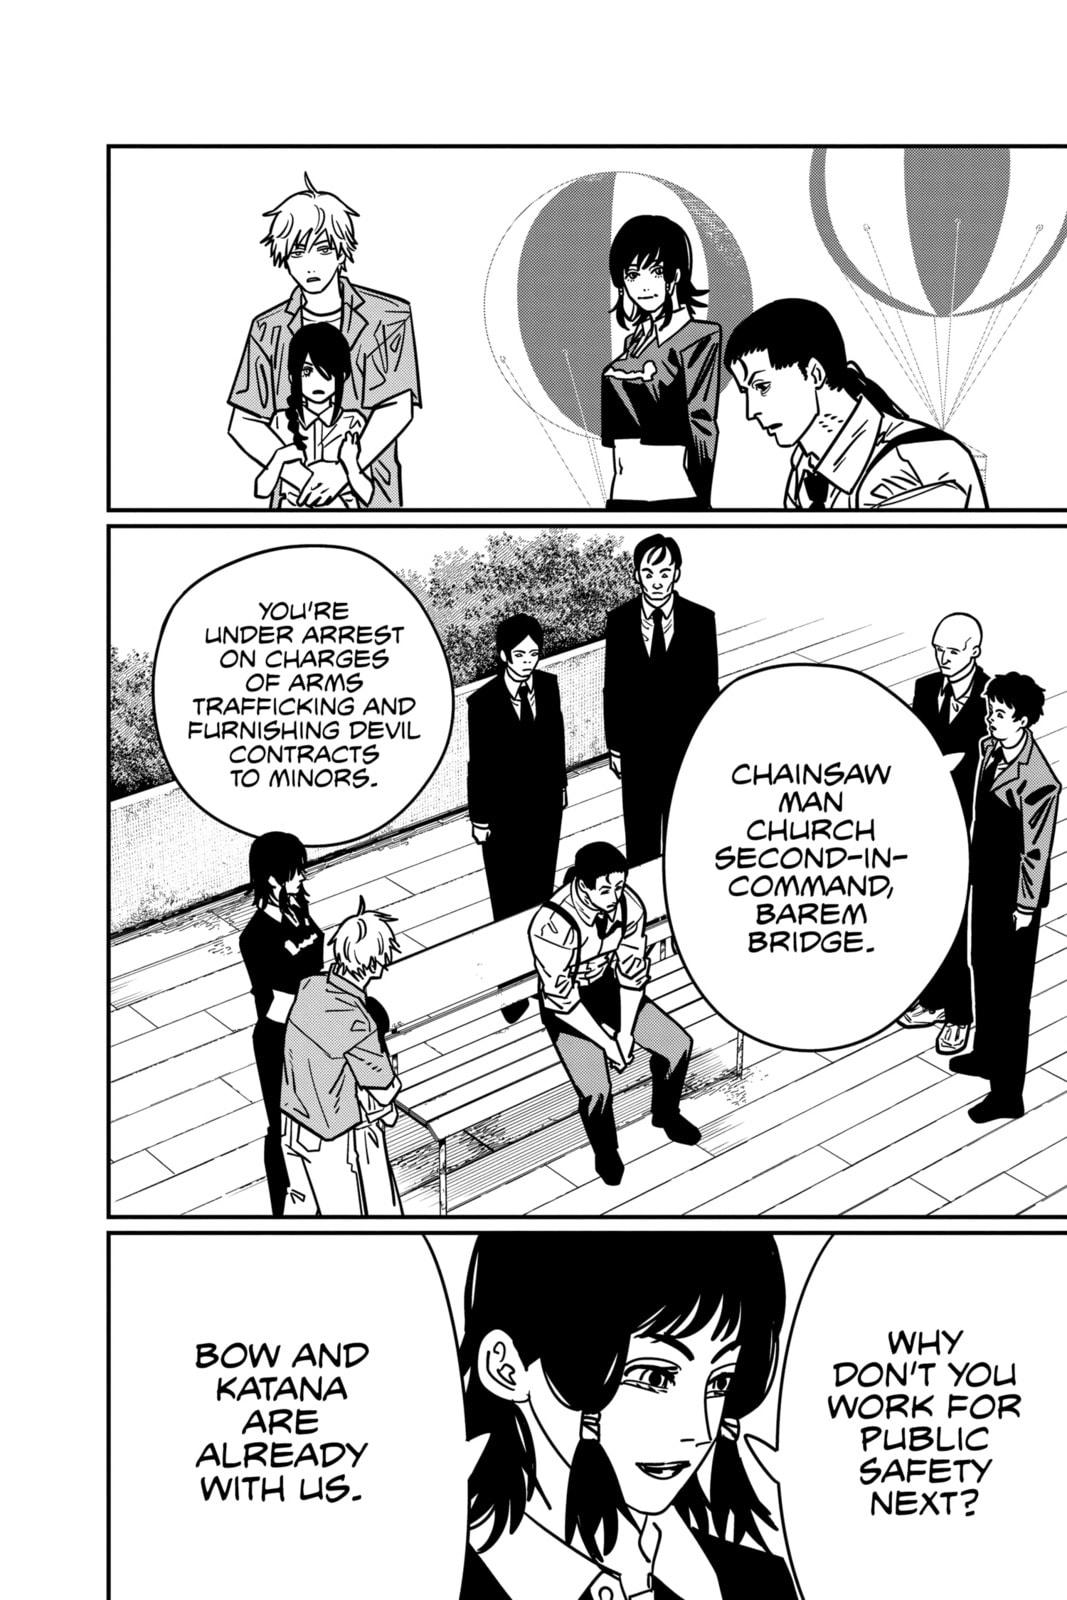 CHAINSAW
MAN
CHURCH
SECOND-IN-
COMMAND,
BAREM
BRIDGE.
YOU'RE
UNDER ARREST
ON CHARGES
OF ARMS
TRAFFICKING AND
FURNISHING DEVIL
CONTRACTS
TO MINORS.
WHY
DON'T YOU
WORK FOR
PUBLIC
SAFETY
NEXT?
BOW AND
KATANA
ARE
ALREADY
WITH US.